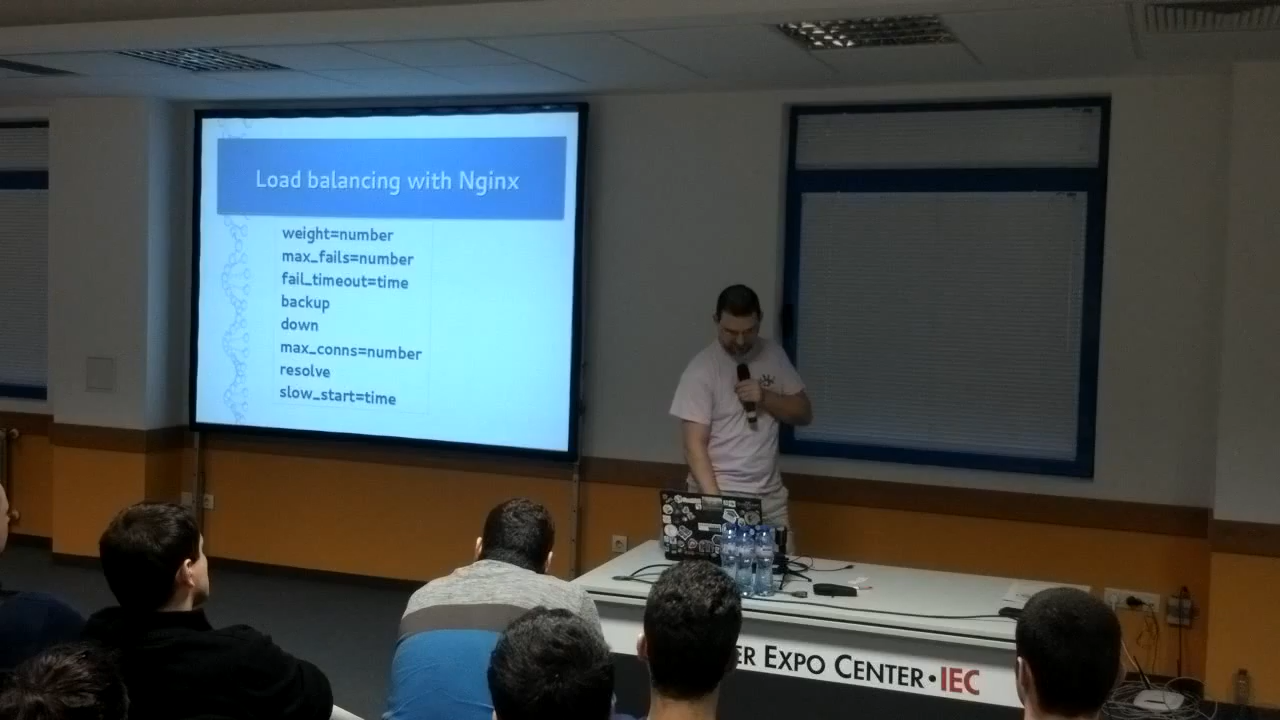 Load balancing with Nginx
weight=number
max_fails=number
fail_timeout=time
backup
down
max_conns=number
resolve
slow_start=time
EXPO CENTER•IEC